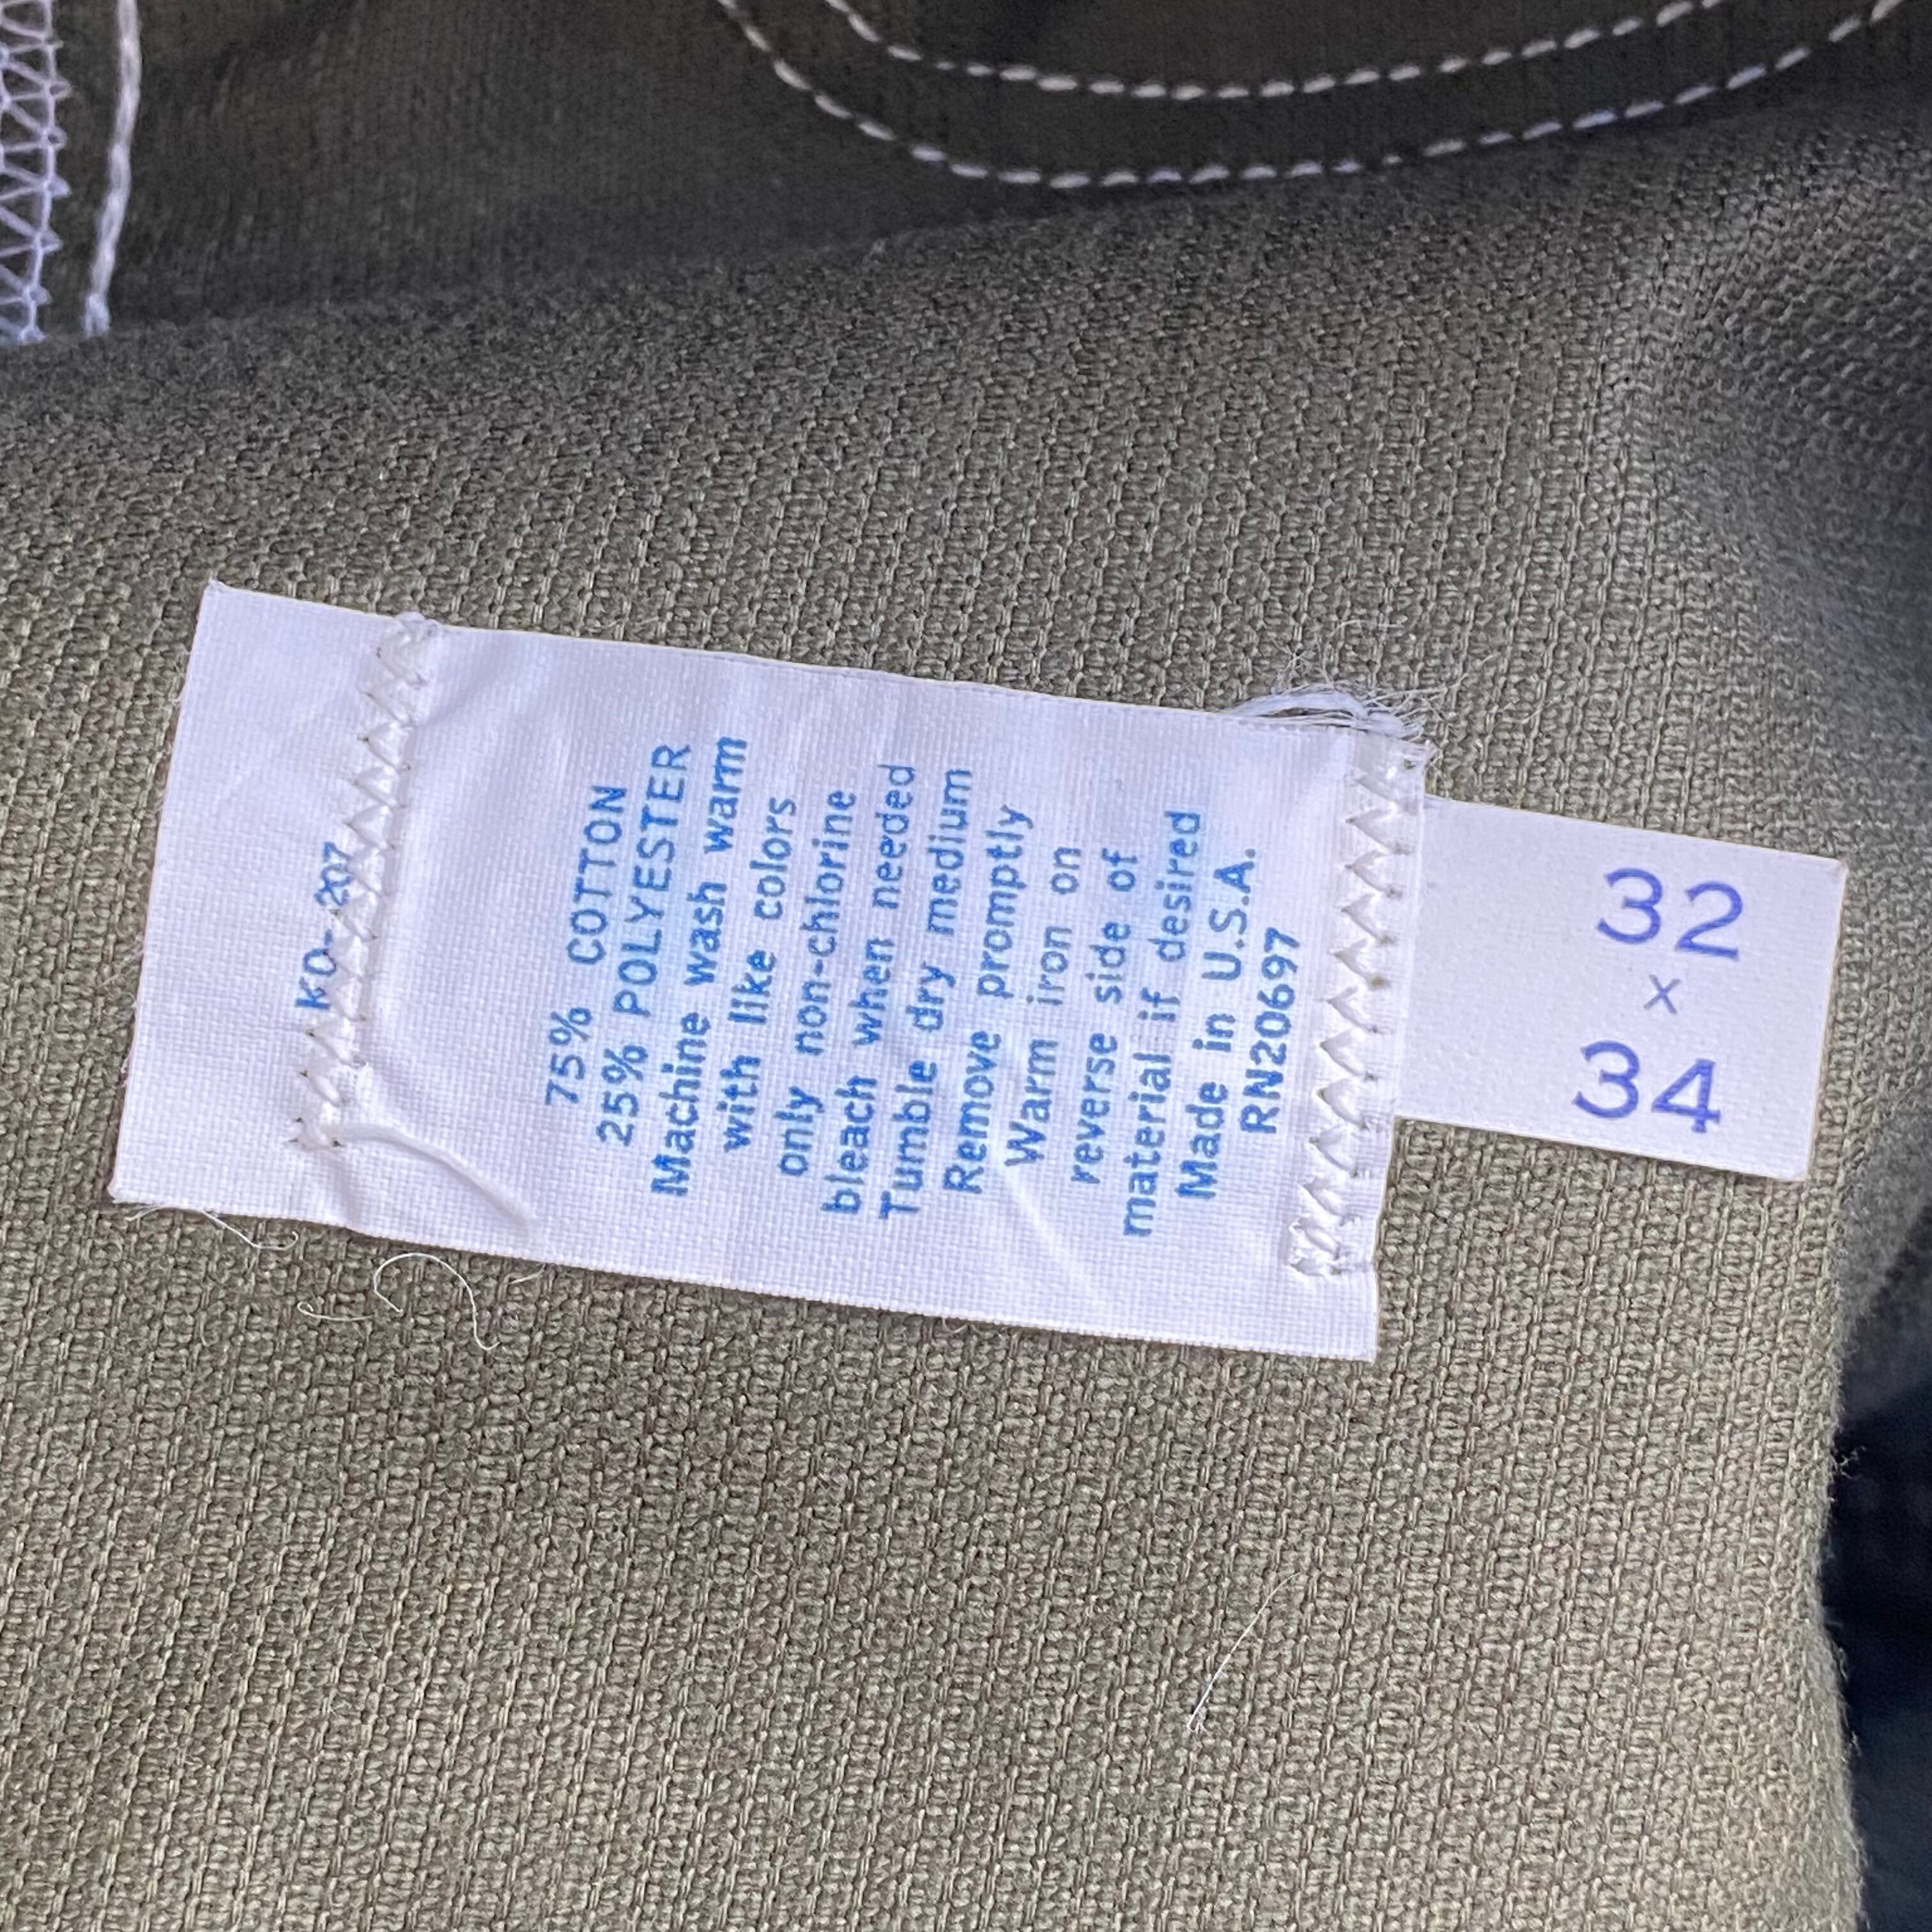 KO-207
75% COTTON
25% POLYESTER
Machine wash warm
with like colors
only non-chlorine
bleach when needed
Tumble dry medium
Remove promptly
Warm iron on
reverse side of
material if desired
Made in U.S.A.
RN20697
32
x
34